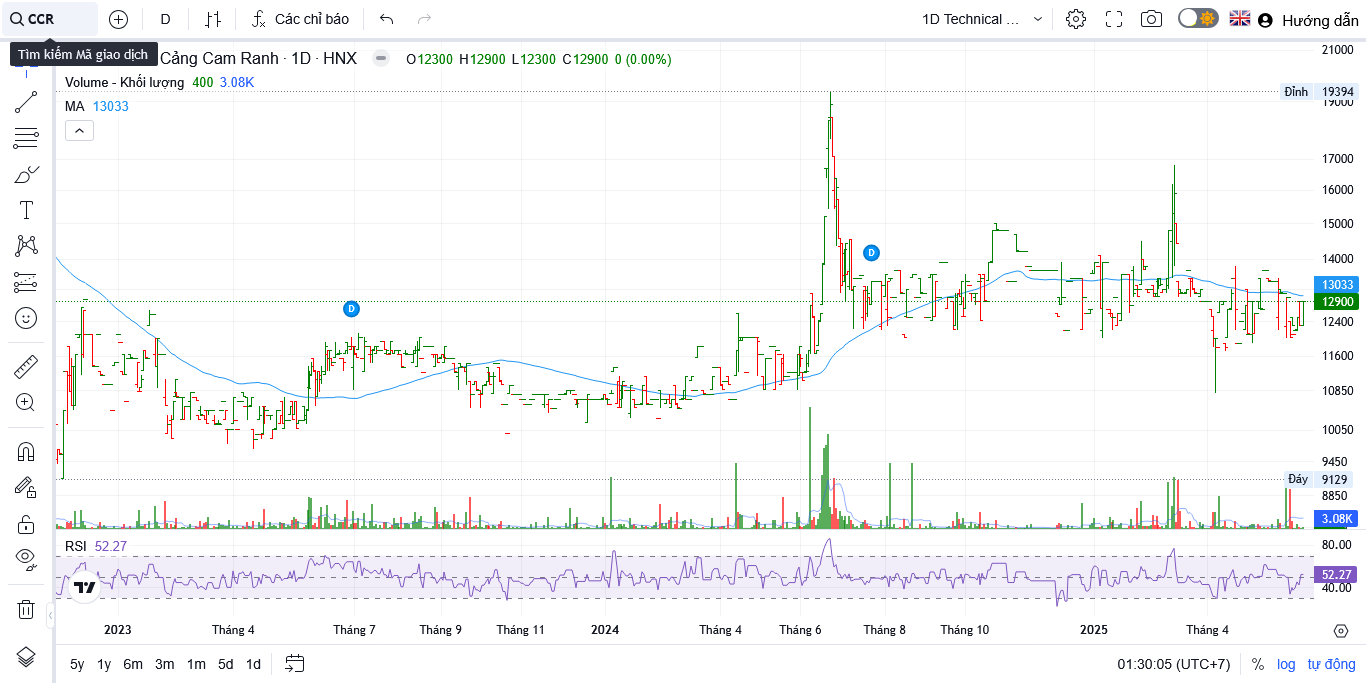 CCR D Các chỉ báo 1D Technical ... Hướng dẫn
Tìm kiếm Mã giao dịch
Cảng Cam Ranh · 1D · HNX O12300 H12900 L12300 C12900 0 (0.00%)
Volume - Khối lượng 400 3.08K
MA 13033
21000
Đỉnh 19394
19000
17000
16000
15000
14000
13033
12900
12400
11600
10850
10050
9450
Đáy 9129
8850
3.08K
D
D
RSI 52.27
80.00
52.27
40.00
2023 Tháng 4 Tháng 7 Tháng 9 Tháng 11 2024 Tháng 4 Tháng 6 Tháng 8 Tháng 10 2025 Tháng 4
5y 1y 6m 3m 1m 5d 1d 01:30:05 (UTC+7) % log tự động